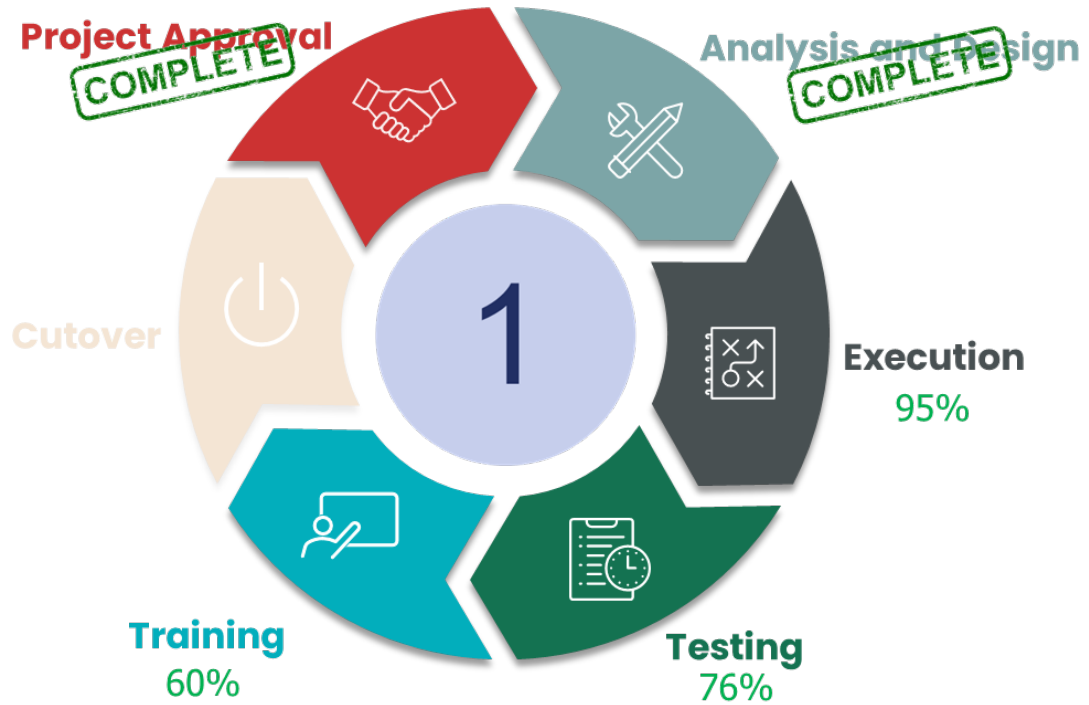 Project Approval
COMPLETE
Analysis and Design
COMPLETE
1
Cutover
Execution
95%
Training
60%
Testing
76%